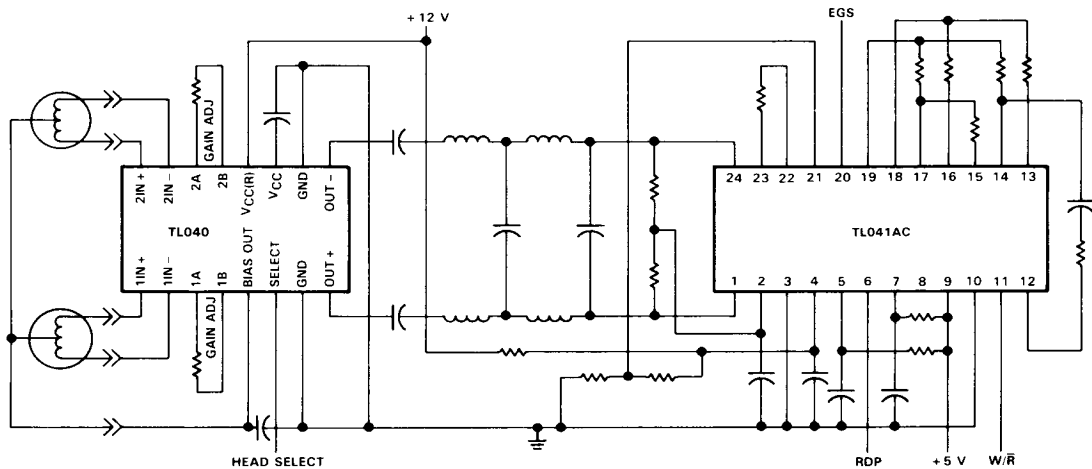 + 12 V
EGS
GAIN ADJ
2IN +
2IN -
2A
2B
VCC(R)
VCC
GND
OUT -
24
23
22
21
20
19
18
17
16
15
14
13
TL040
TL041AC
1IN +
1IN -
1A
1B
BIAS OUT
SELECT
GND
OUT +
1
2
3
4
5
6
7
8
9
10
11
12
GAIN ADJ
HEAD SELECT
RDP
+ 5 V
W/R̅